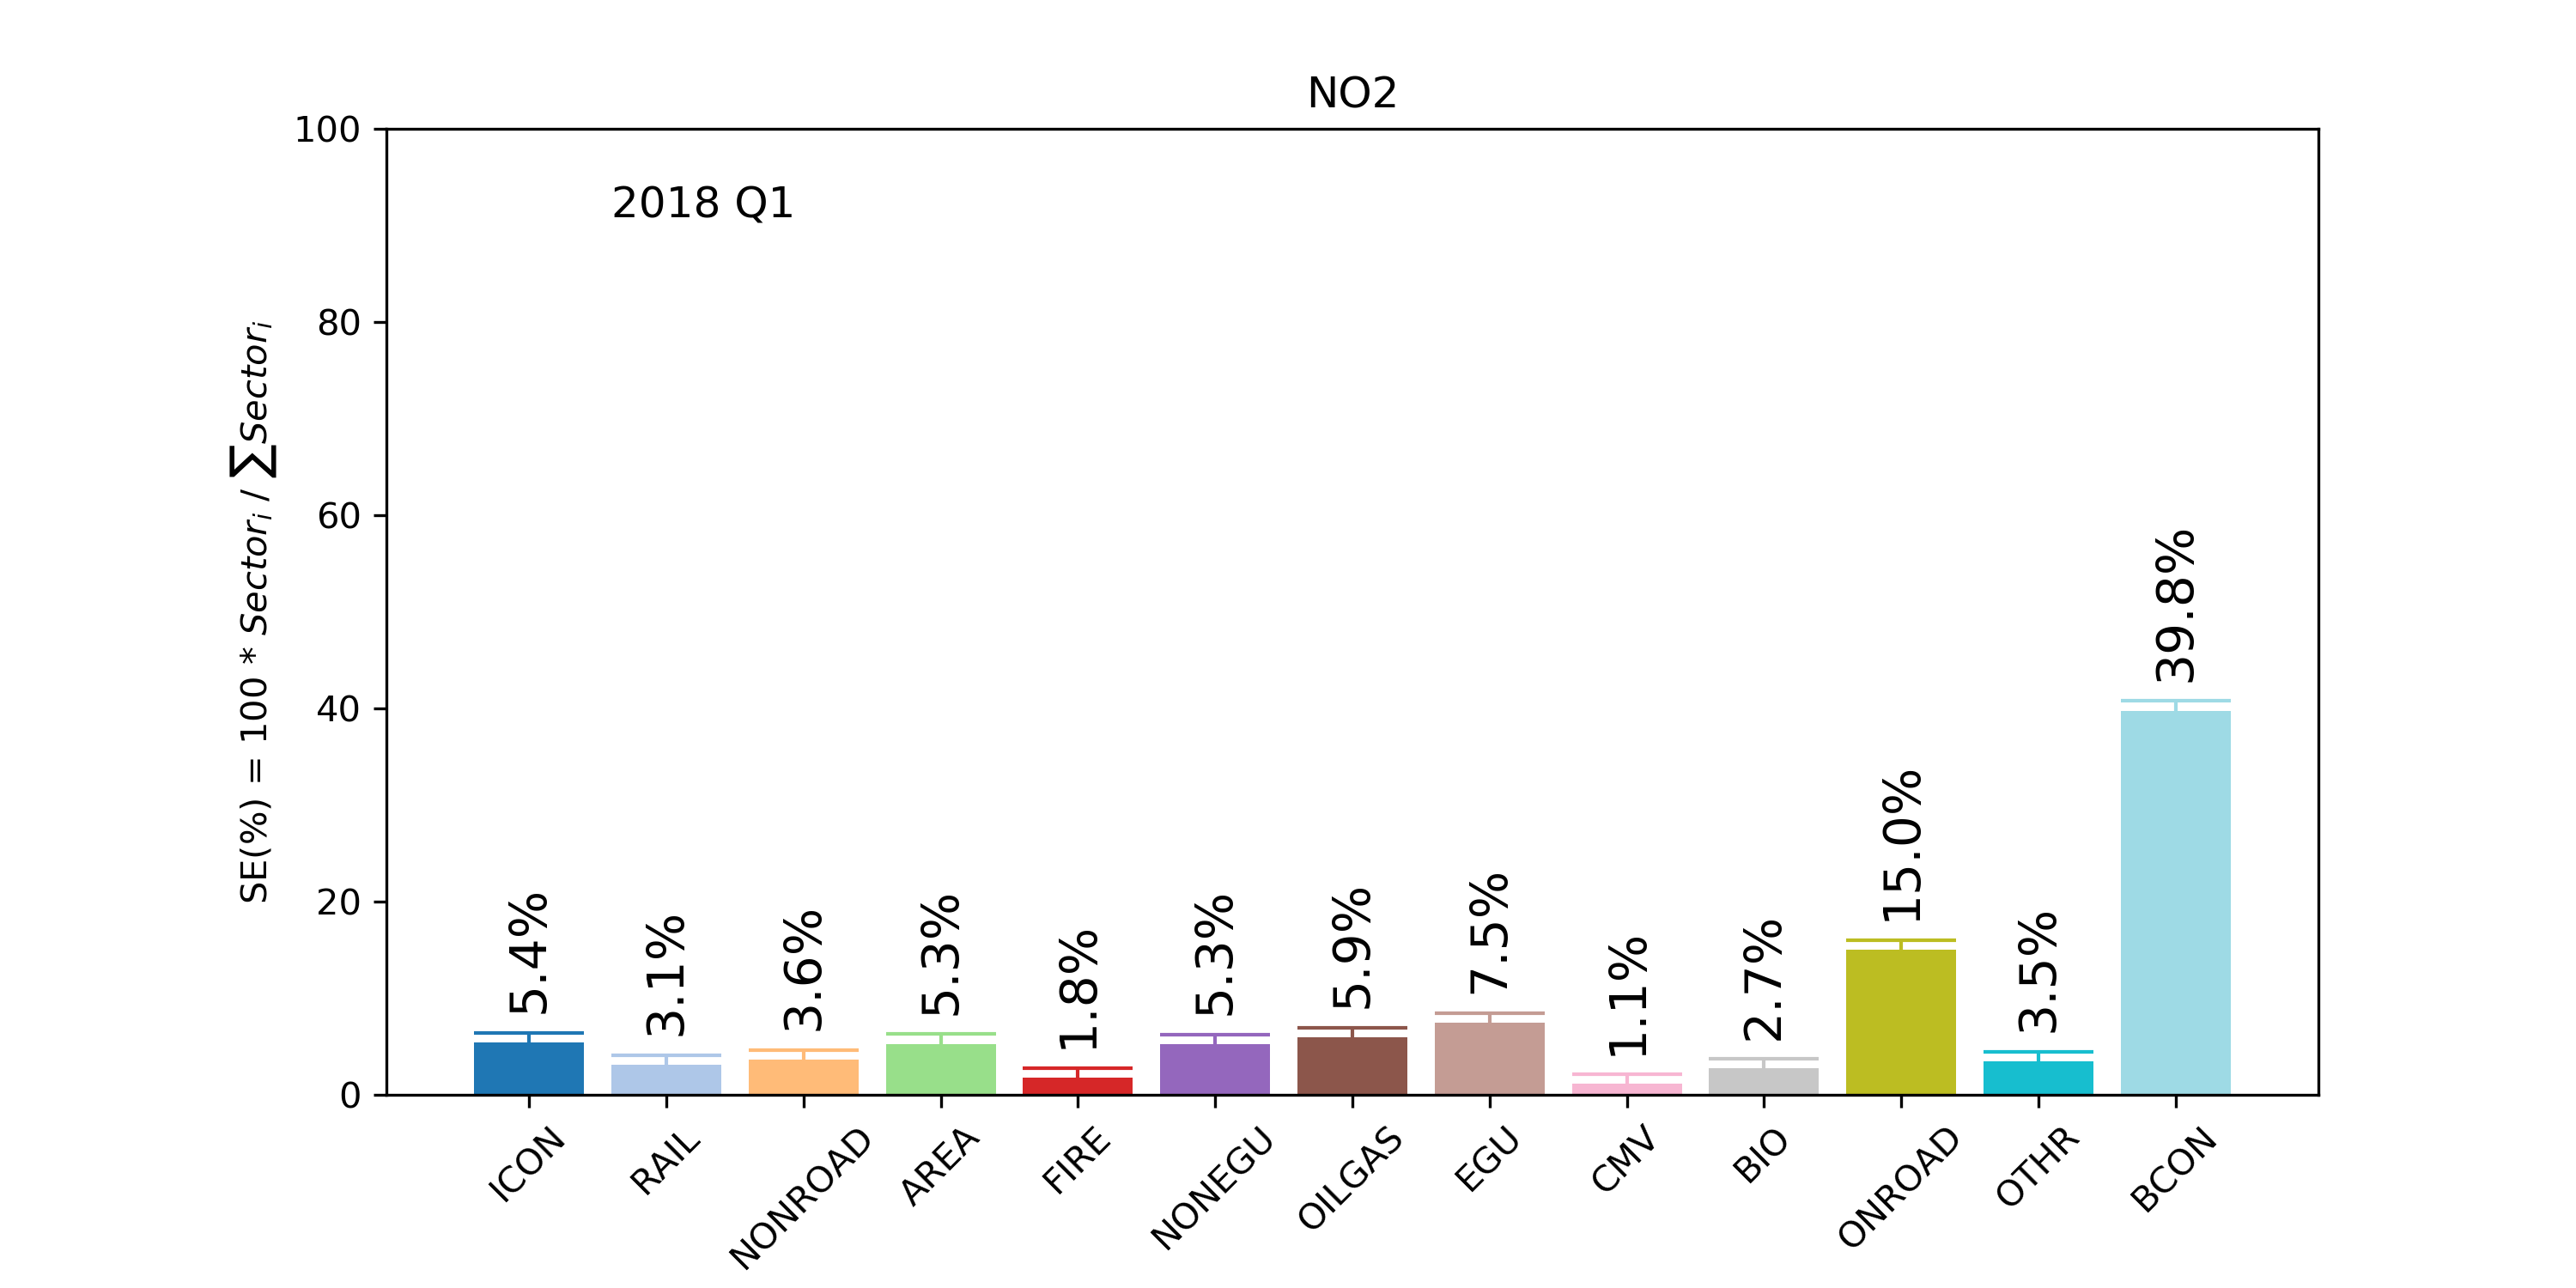 NO2
2018 Q1
SE(%) = 100 * Sector_i / ∑Sector_i
100
80
60
40
20
0
5.4%
3.1%
3.6%
5.3%
1.8%
5.3%
5.9%
7.5%
1.1%
2.7%
15.0%
3.5%
39.8%
ICON
RAIL
NONROAD
AREA
FIRE
NONEGU
OILGAS
EGU
CMV
BIO
ONROAD
OTHR
BCON